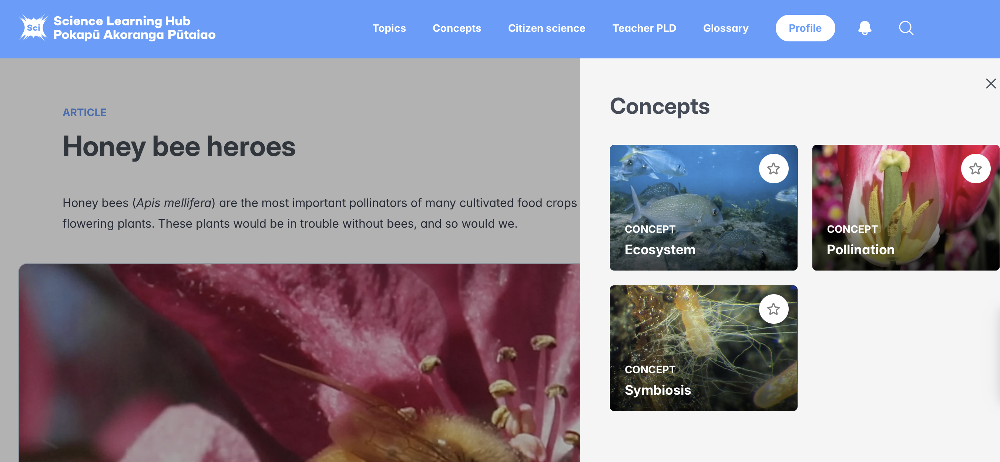 Sci
Science Learning Hub
Pokapū Akoranga Pūtaiao
Topics
Concepts
Citizen science
Teacher PLD
Glossary
Profile
ARTICLE
Honey bee heroes
Honey bees (Apis mellifera) are the most important pollinators of many cultivated food crops
flowering plants. These plants would be in trouble without bees, and so would we.
Concepts
CONCEPT
Ecosystem
CONCEPT
Pollination
CONCEPT
Symbiosis